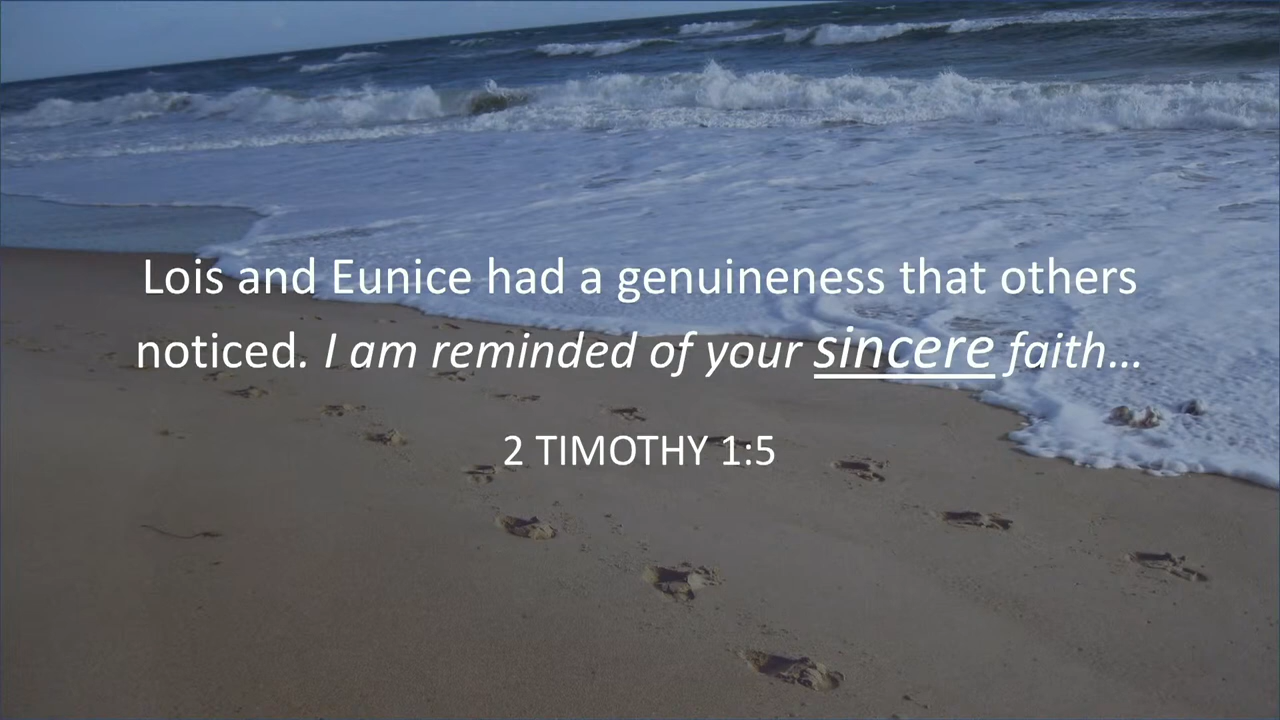 Lois and Eunice had a genuineness that others
noticed. I am reminded of your sincere faith…
2 TIMOTHY 1:5